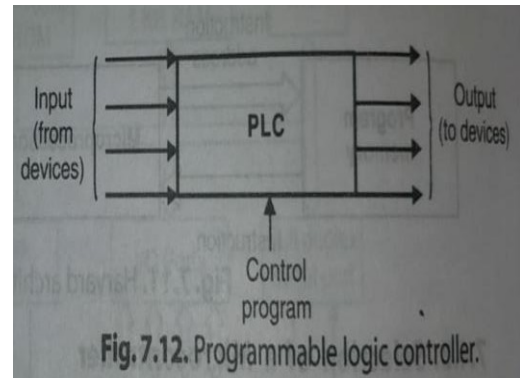 Input
(from
devices)
PLC
Output
(to devices)
Control
program
Fig. 7.12. Programmable logic controller.